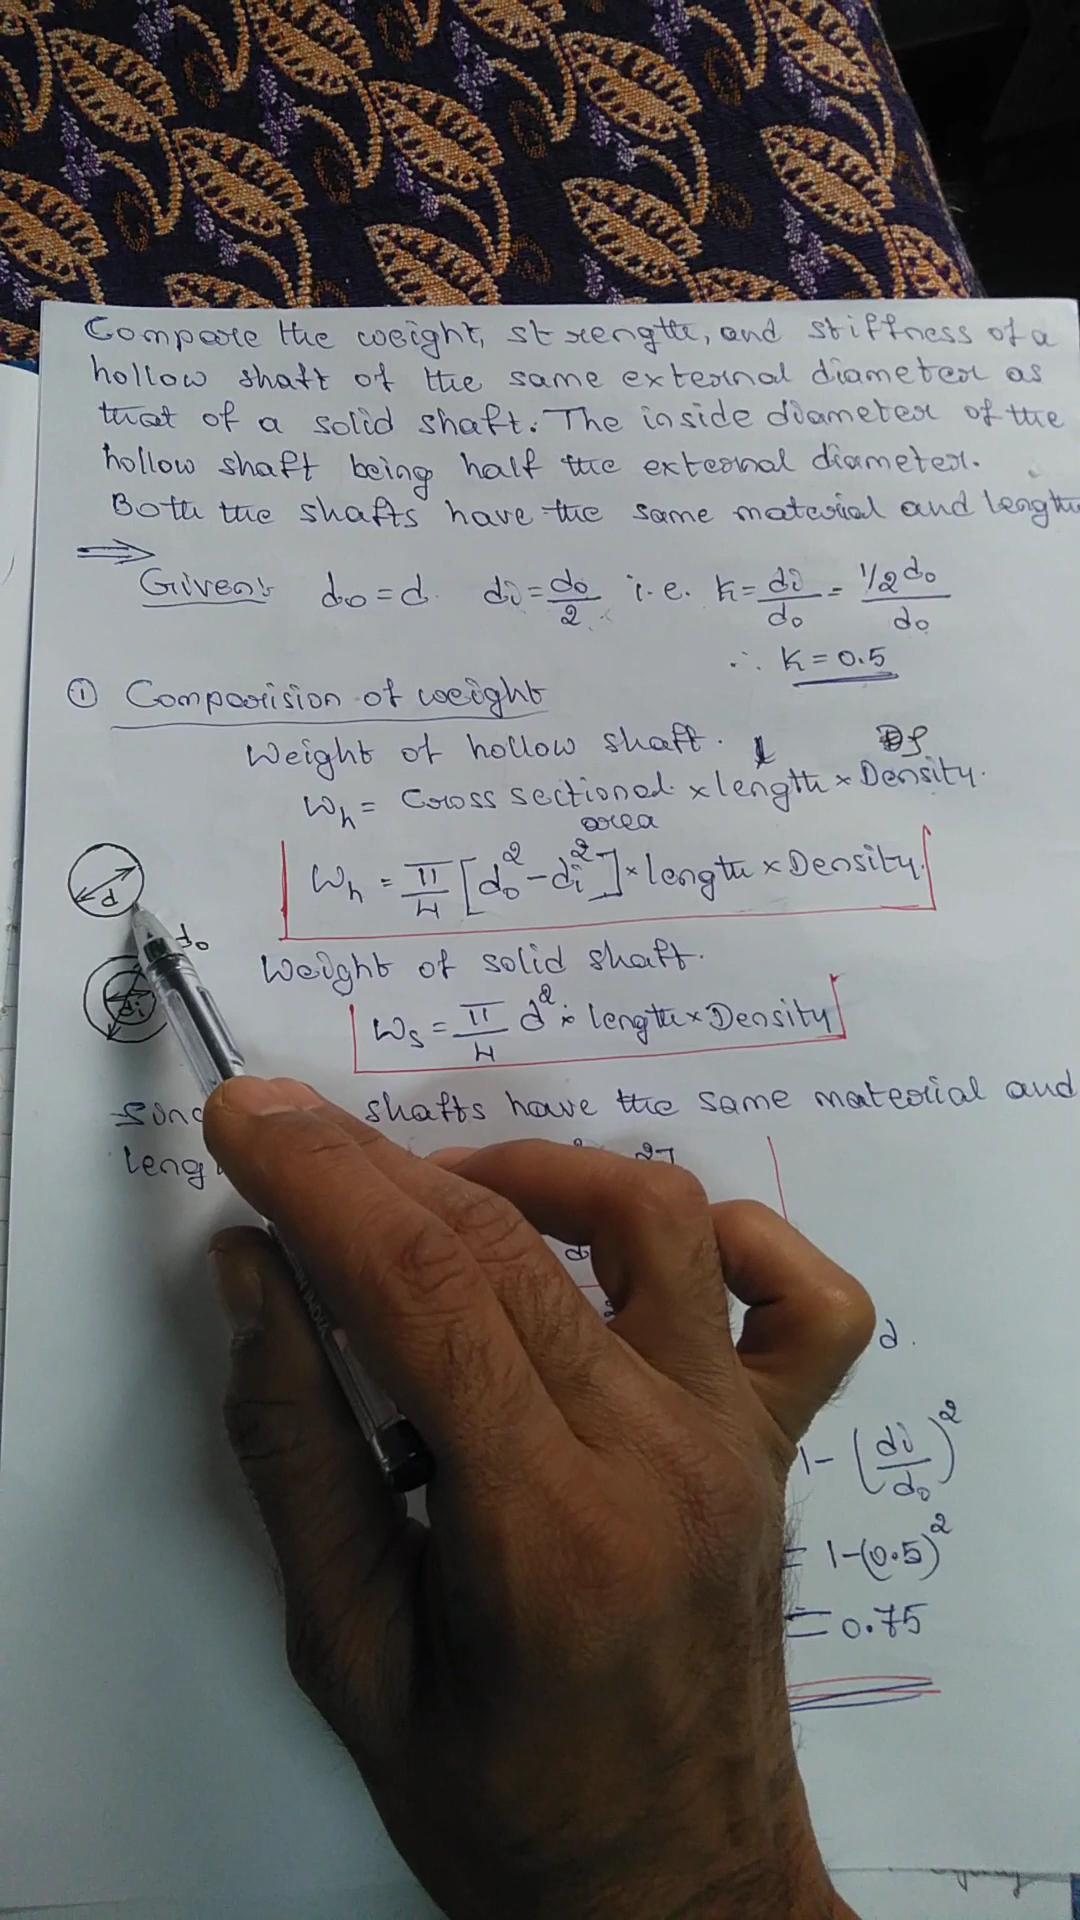 Compare the weight, strength, and stiffness of a
hollow shaft of the same external diameter as
that of a solid shaft. The inside diameter of the
hollow shaft being half the external diameter.
Both the shafts have the same material and length
⇒
Given:- do = d. di = do/2 i.e. K = di/do = 1/2 do/do
∴ K = 0.5
① Comparision of weight
Weight of hollow shaft.
Wh = Cross sectional area × length × Density.
Wh = π/4 [do² - di²] × length × Density.
d
do
di
Weight of solid shaft.
Ws = π/4 d² × length × Density
shafts have the same material and
d.
1 - (di/do)²
= 1-(0.5)²
= 0.75